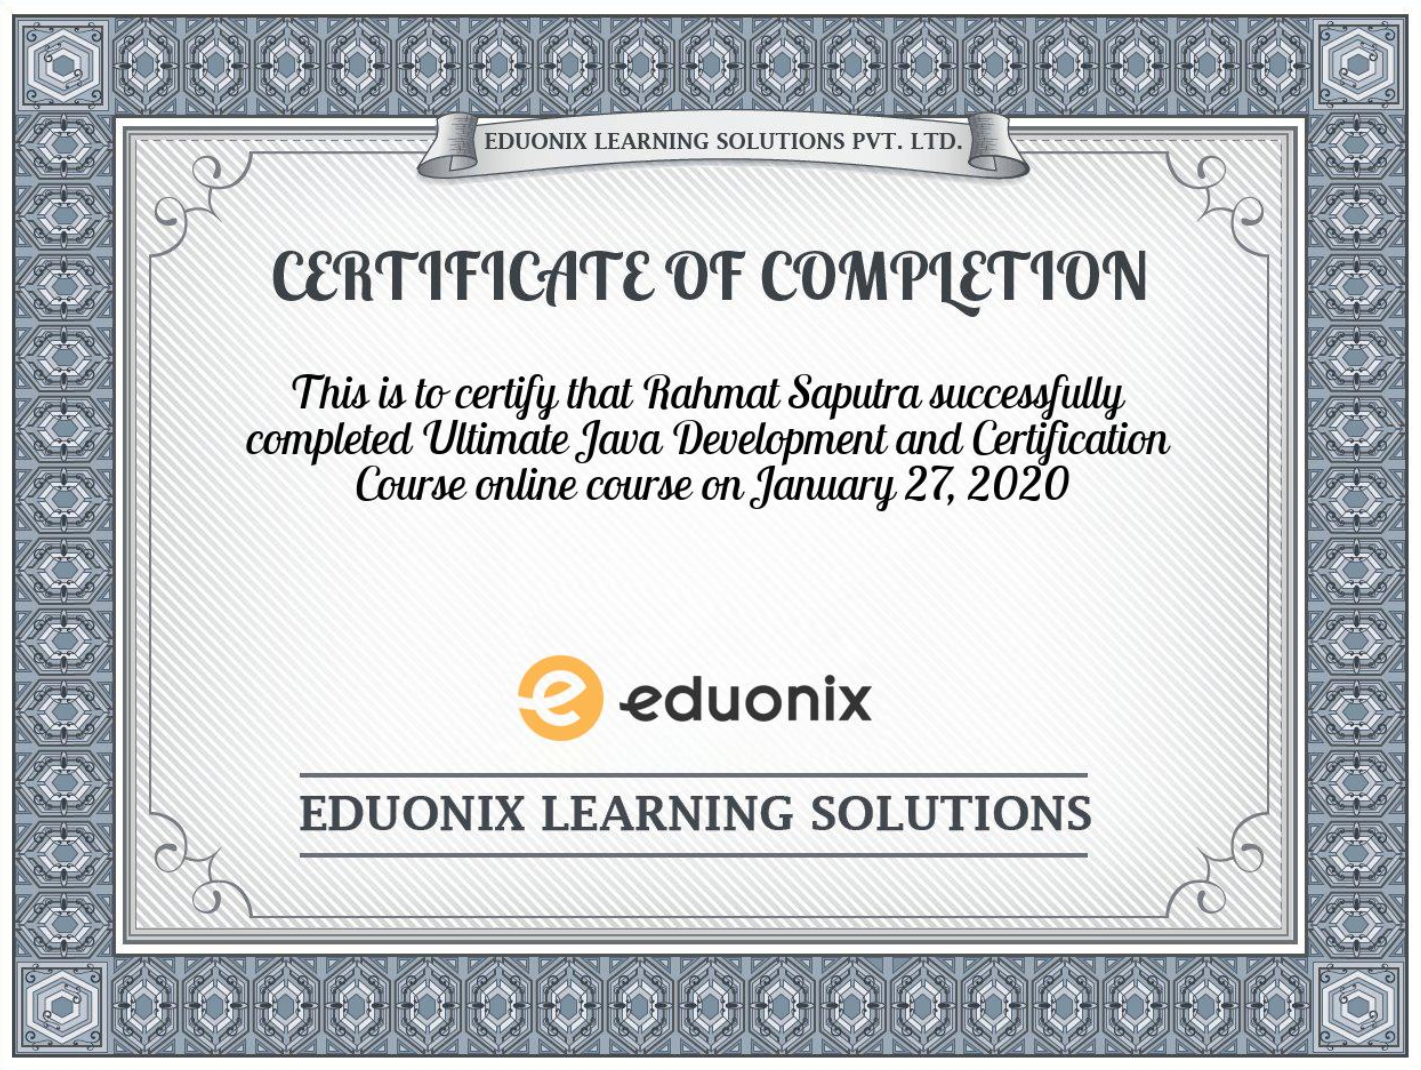 EDUONIX LEARNING SOLUTIONS PVT. LTD.
CERTIFICATE OF COMPLETION
This is to certify that Rahmat Saputra successfully
completed Ultimate Java Development and Certification
Course online course on January 27, 2020
eduonix
EDUONIX LEARNING SOLUTIONS